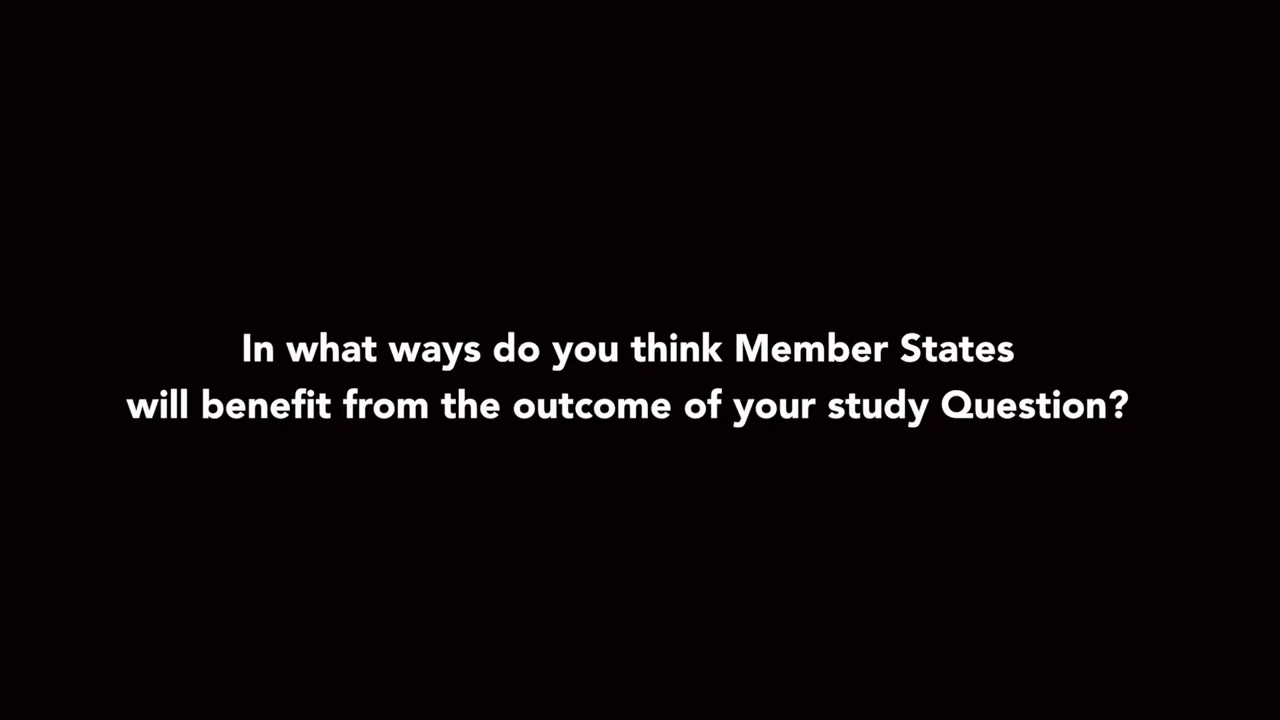 In what ways do you think Member States
will benefit from the outcome of your study Question?